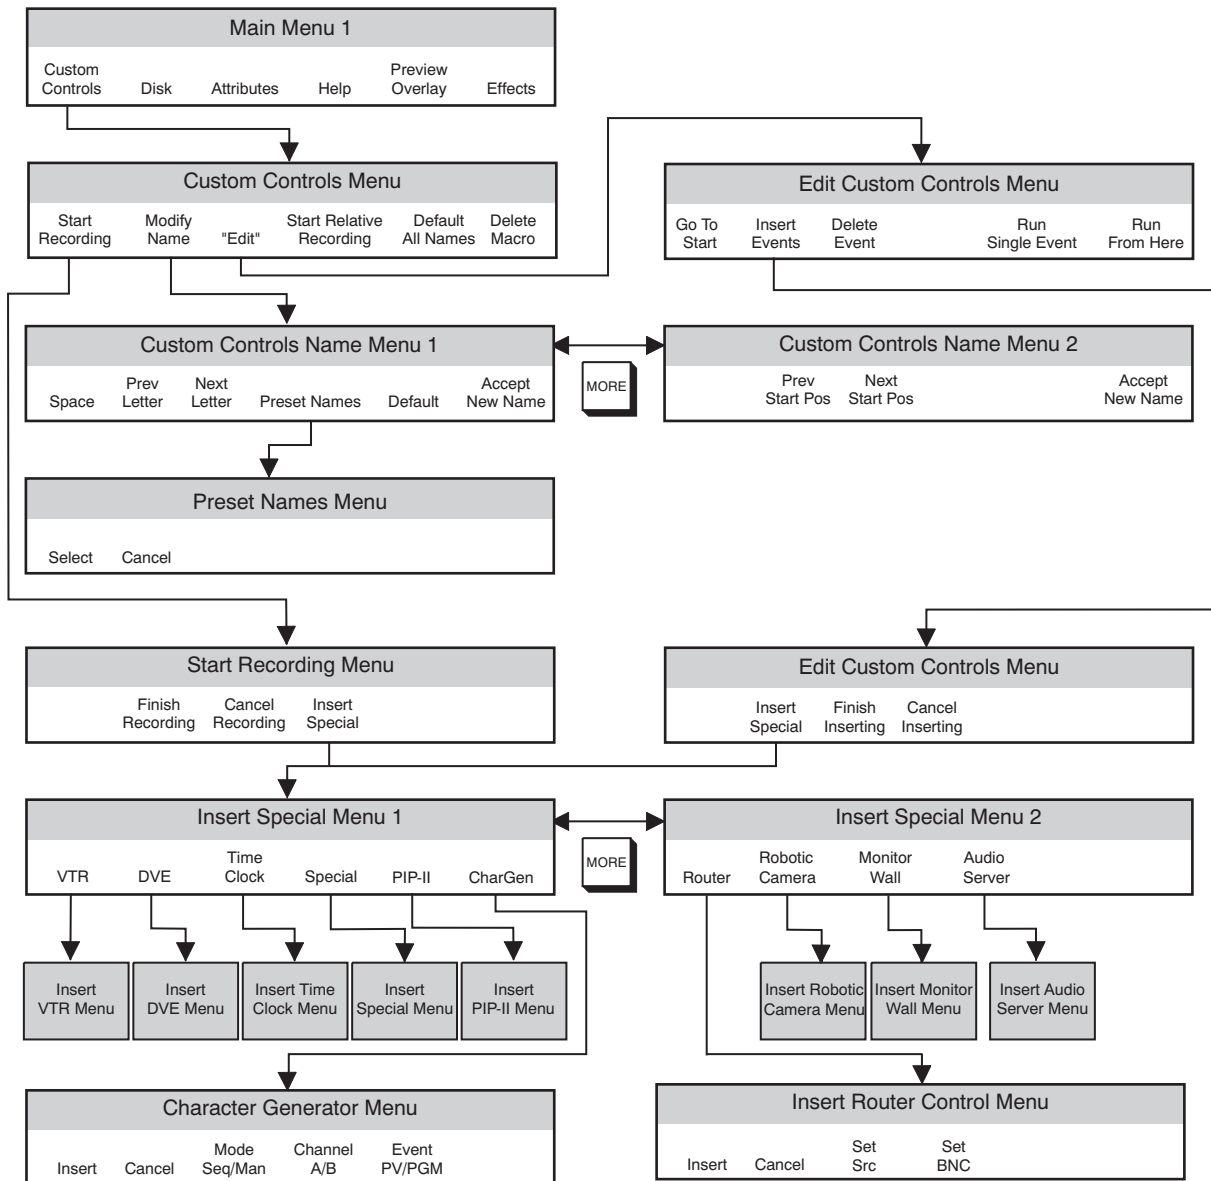 Main Menu 1
Custom Controls
Disk
Attributes
Help
Preview Overlay
Effects
Custom Controls Menu
Start Recording
Modify Name
"Edit"
Start Relative Recording
Default All Names
Delete Macro
Edit Custom Controls Menu
Go To Start
Insert Events
Delete Event
Run Single Event
Run From Here
Custom Controls Name Menu 1
Space
Prev Letter
Next Letter
Preset Names
Default
Accept New Name
MORE
Custom Controls Name Menu 2
Prev Start Pos
Next Start Pos
Accept New Name
Preset Names Menu
Select
Cancel
Start Recording Menu
Finish Recording
Cancel Recording
Insert Special
Edit Custom Controls Menu
Insert Special
Finish Inserting
Cancel Inserting
Insert Special Menu 1
VTR
DVE
Time Clock
Special
PIP-II
CharGen
MORE
Insert Special Menu 2
Router
Robotic Camera
Monitor Wall
Audio Server
Insert VTR Menu
Insert DVE Menu
Insert Time Clock Menu
Insert Special Menu
Insert PIP-II Menu
Insert Robotic Camera Menu
Insert Monitor Wall Menu
Insert Audio Server Menu
Character Generator Menu
Insert
Cancel
Mode Seq/Man
Channel A/B
Event PV/PGM
Insert Router Control Menu
Insert
Cancel
Set Src
Set BNC